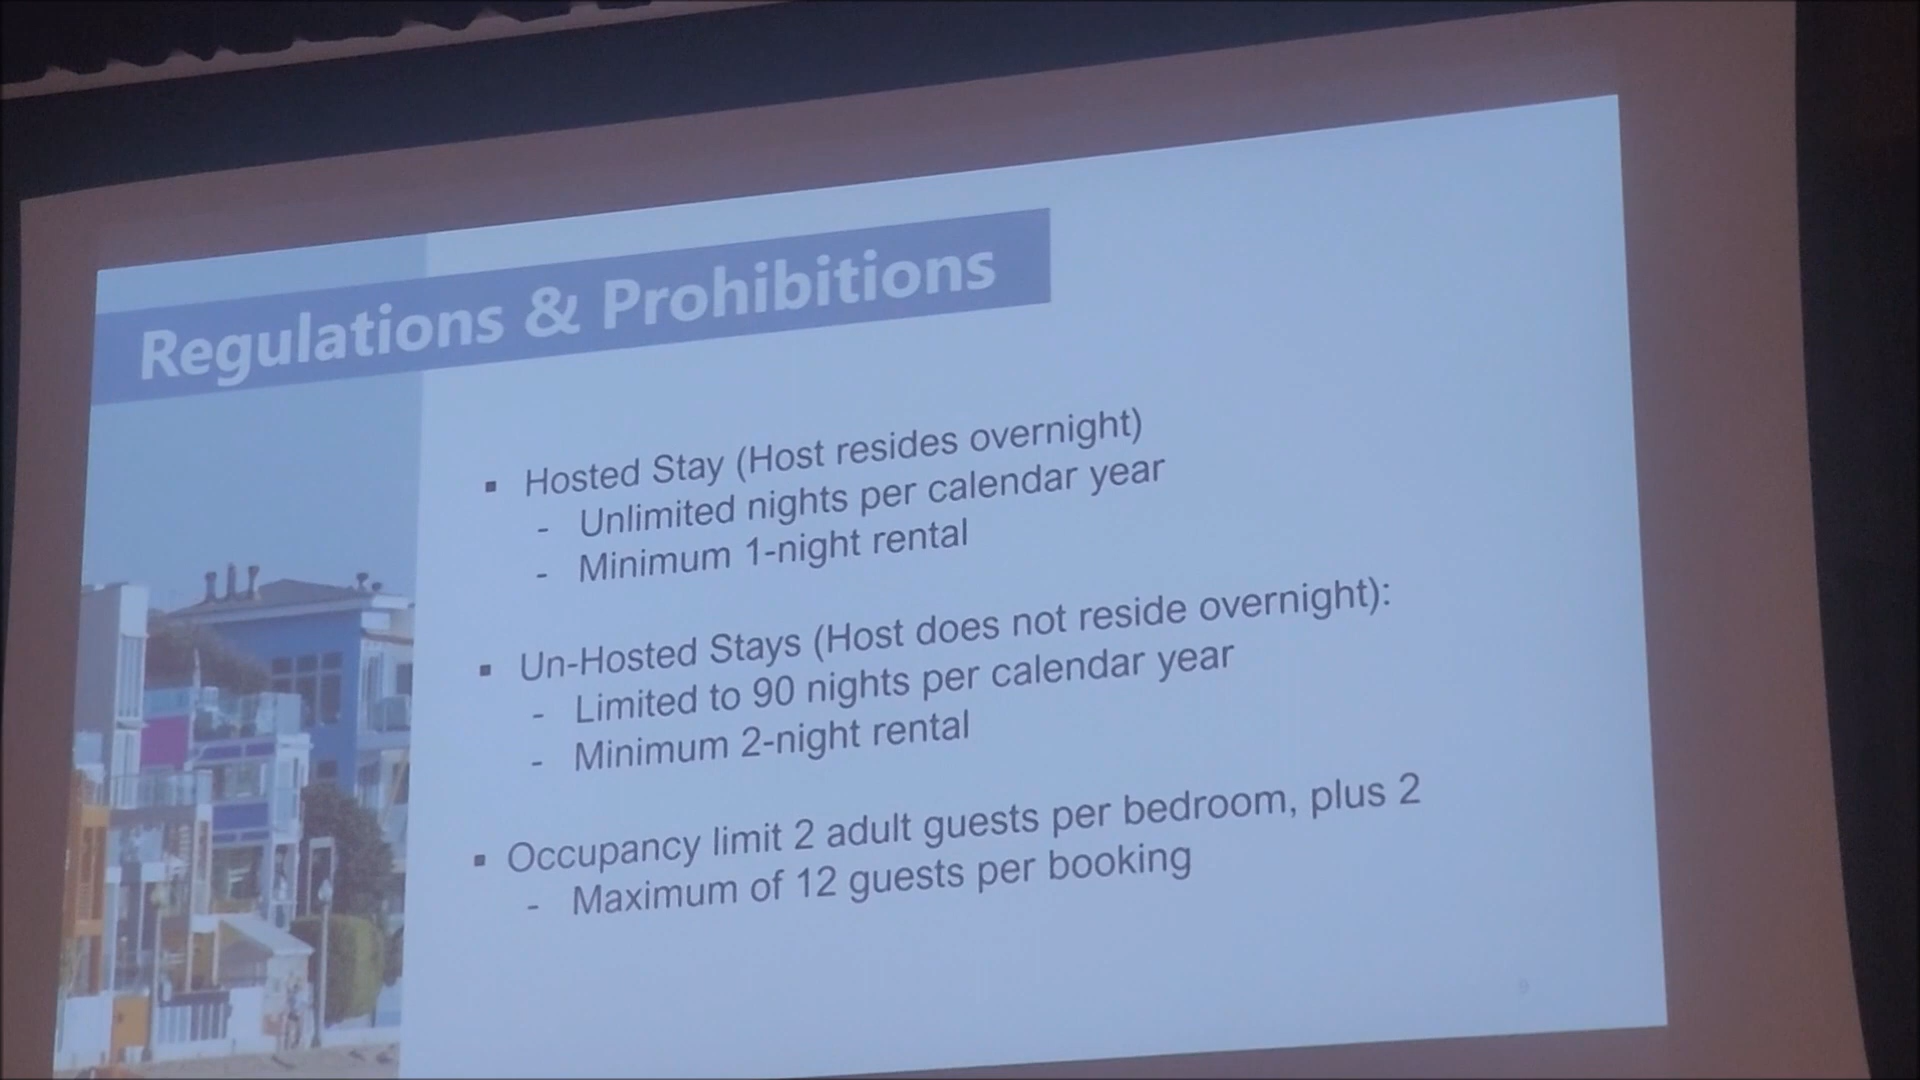 Regulations & Prohibitions
▪ Hosted Stay (Host resides overnight)
- Unlimited nights per calendar year
- Minimum 1-night rental
▪ Un-Hosted Stays (Host does not reside overnight):
- Limited to 90 nights per calendar year
- Minimum 2-night rental
▪ Occupancy limit 2 adult guests per bedroom, plus 2
- Maximum of 12 guests per booking
9